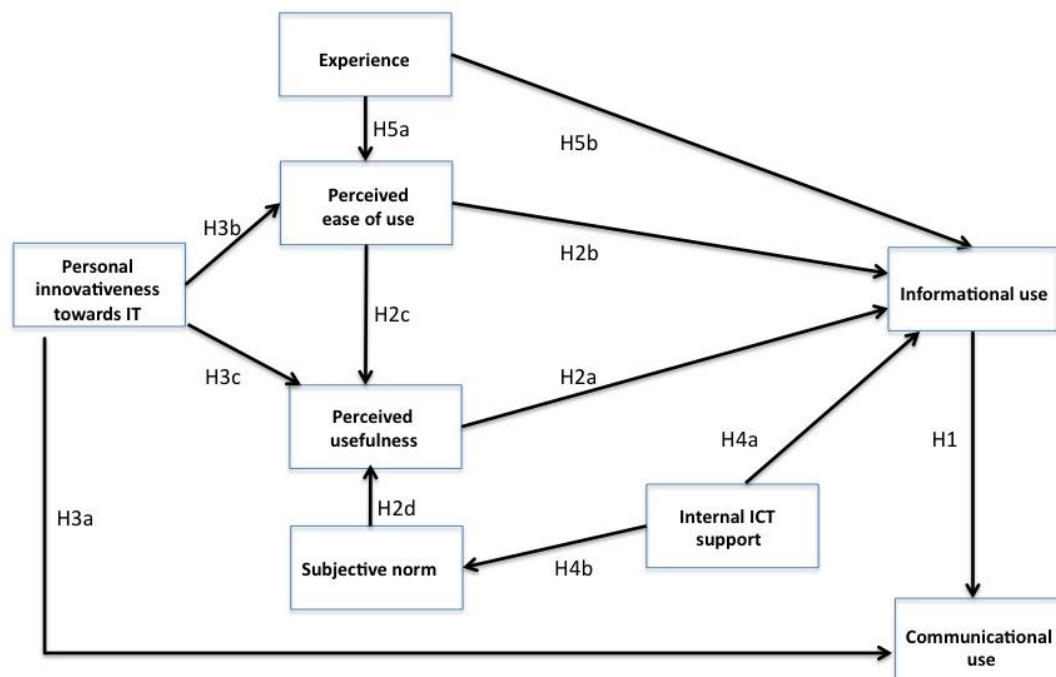 Experience
H5a
H5b
Perceived
ease of use
H3b
H2b
Personal
innovativeness
towards IT
Informational use
H2c
H3c
H2a
Perceived
usefulness
H4a
H1
H2d
Internal ICT
support
H3a
Subjective norm
H4b
Communicational
use